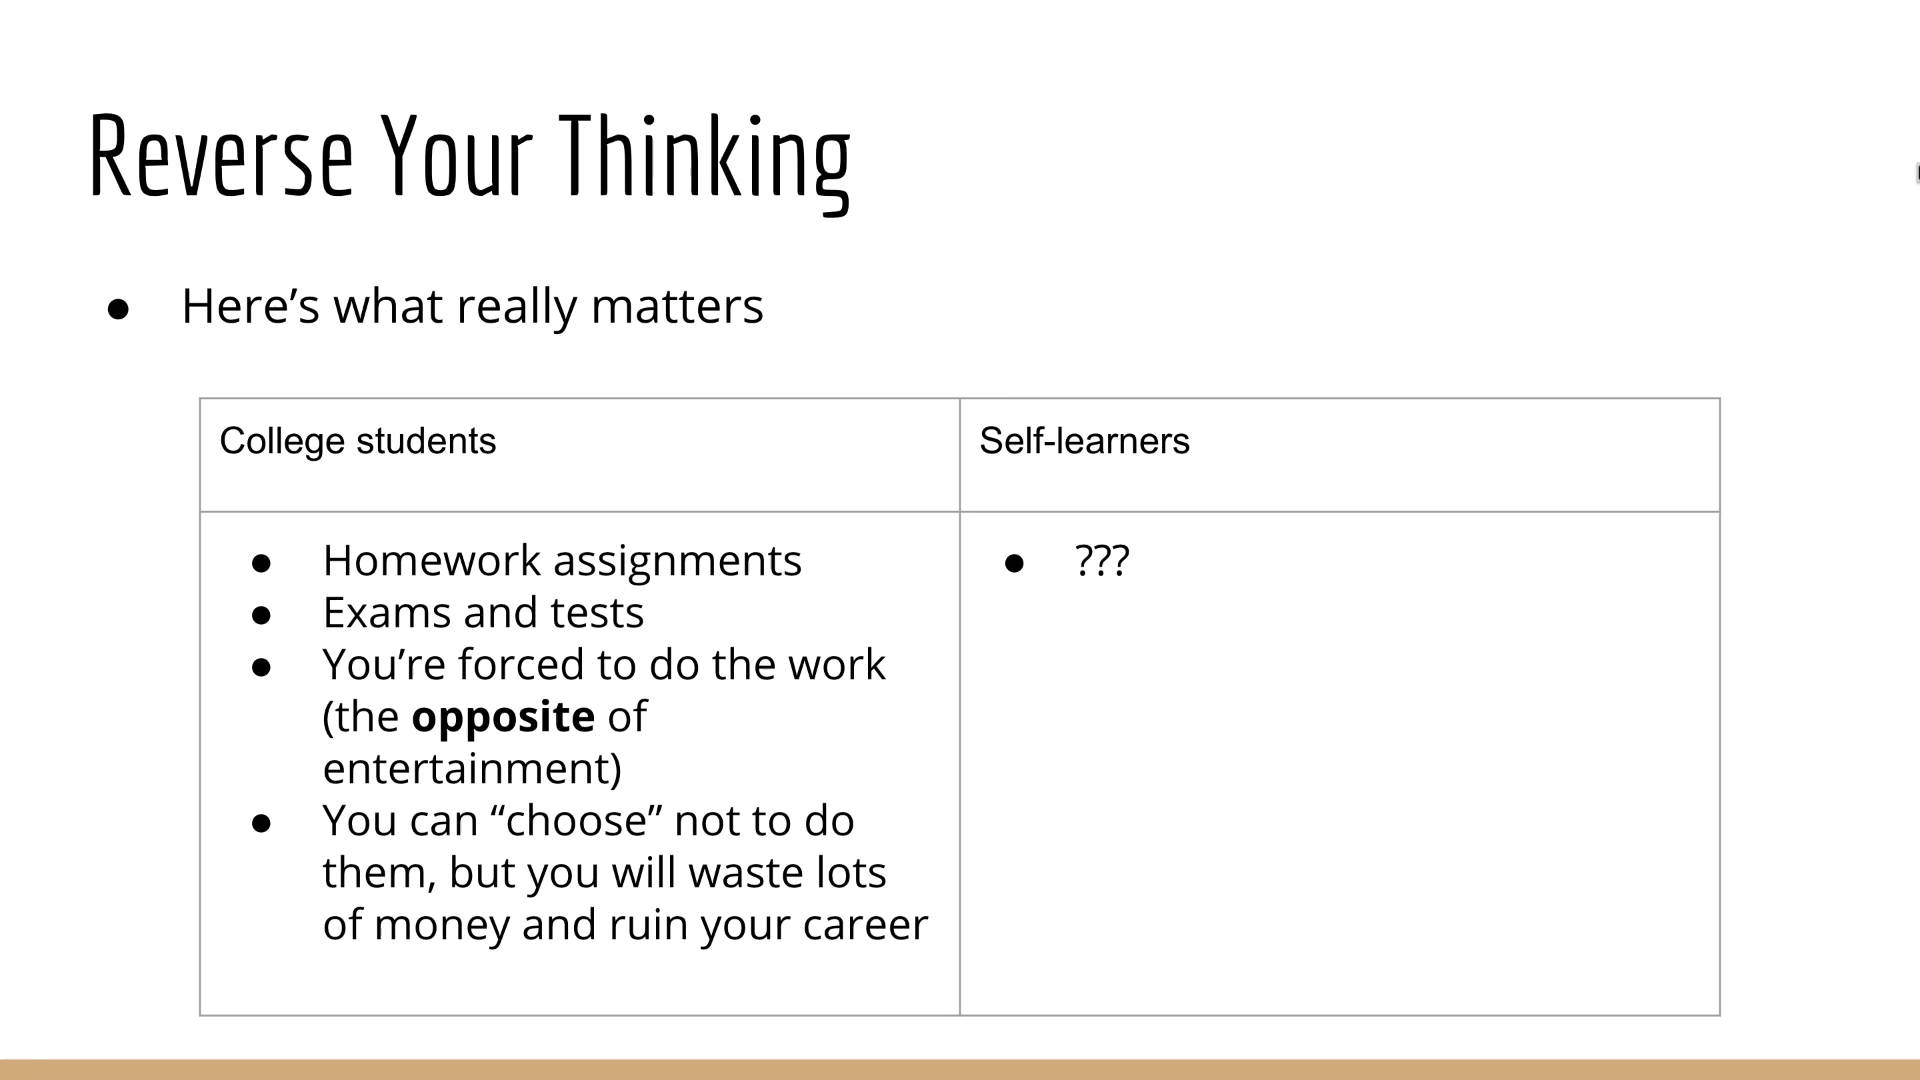 Reverse Your Thinking
● Here’s what really matters
College students
Self-learners
● Homework assignments
● Exams and tests
● You’re forced to do the work
(the opposite of
entertainment)
● You can “choose” not to do
them, but you will waste lots
of money and ruin your career
● ???